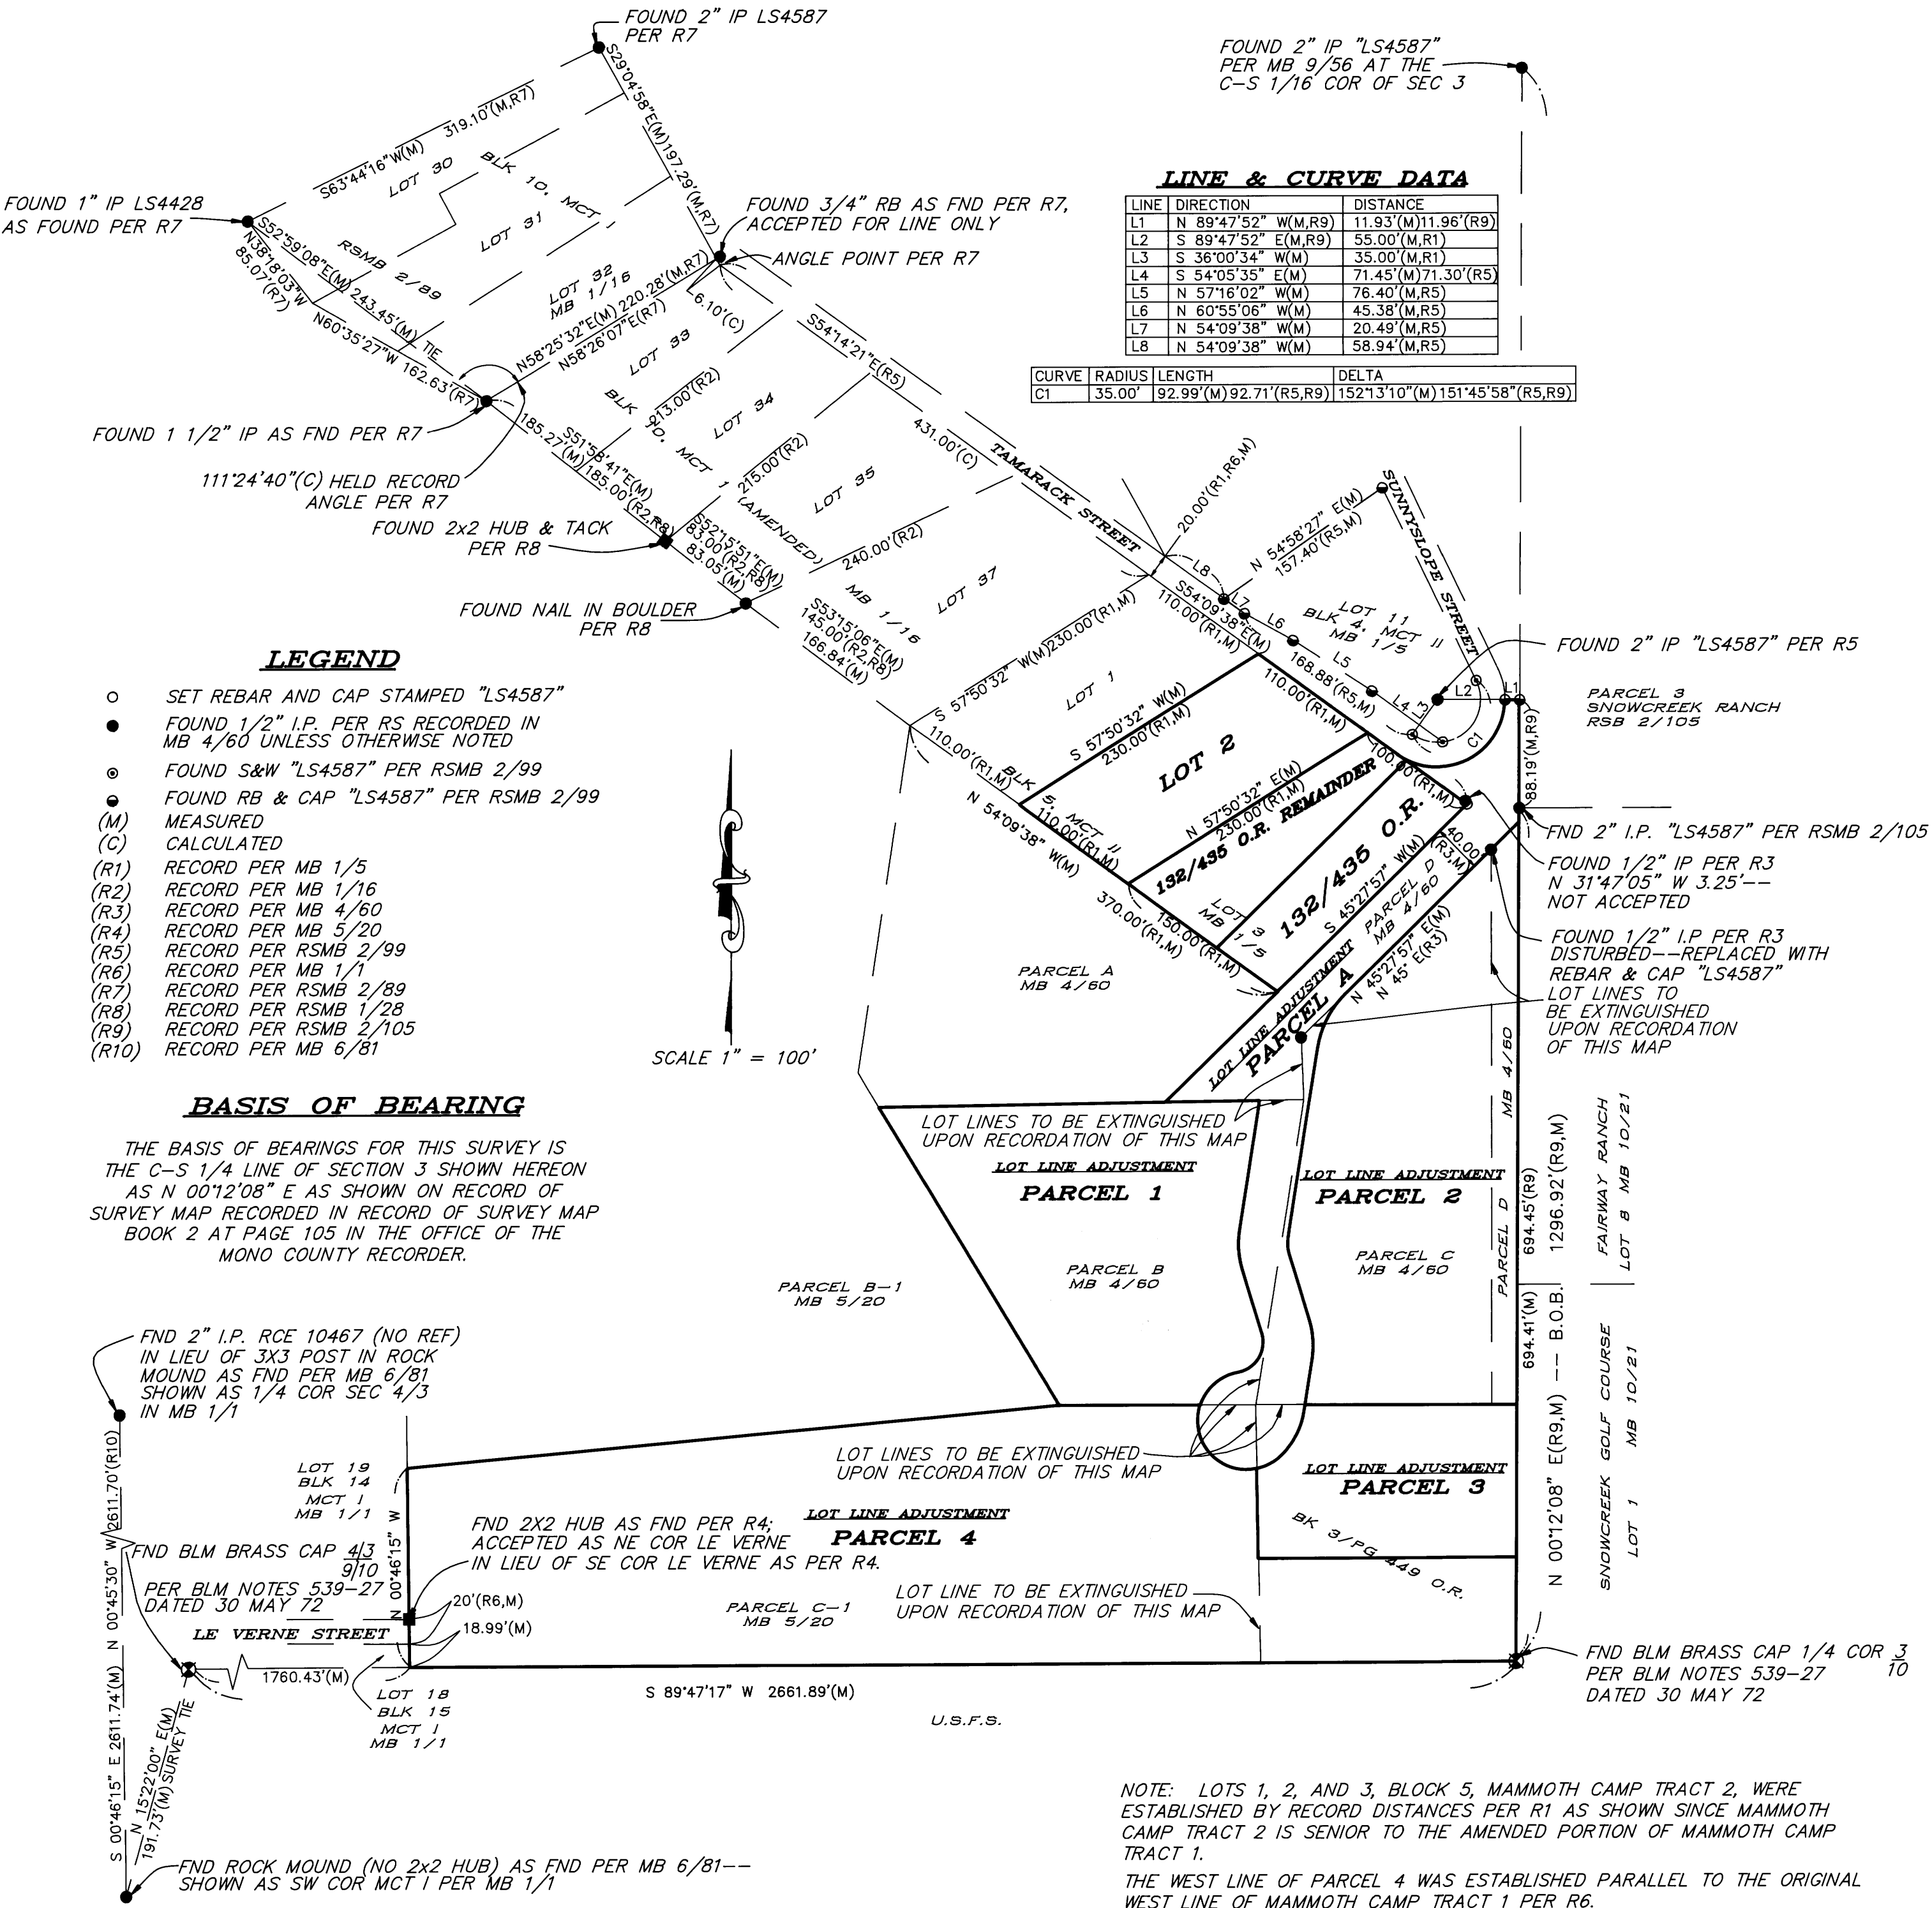 FOUND 2" IP LS4587
PER R7
FOUND 2" IP "LS4587"
PER MB 9/56 AT THE
C-S 1/16 COR OF SEC 3
S29°04'58"E(M)197.29'(M,R7)
319.10'(M,R7)
S63°44'16"W(M)
LOT 30
BLK 10, MCT 1
LOT 31
RSMB 2/89
LOT 32
MB 1/16
FOUND 1" IP LS4428
AS FOUND PER R7
S52°59'08"E(M) 243.45'(M) TIE
N38°18'03"W
85.07'(R7)
N60°35'27"W 162.63'(R7)
FOUND 3/4" RB AS FND PER R7,
ACCEPTED FOR LINE ONLY
ANGLE POINT PER R7
N58°25'32"E(M) 220.28'(M,R7)
N58°26'07"E(R7)
6.10'(C)
LINE & CURVE DATA
LINE DIRECTION DISTANCE
L1 N 89°47'52" W(M,R9) 11.93'(M)11.96'(R9)
L2 S 89°47'52" E(M,R9) 55.00'(M,R1)
L3 S 36°00'34" W(M) 35.00'(M,R1)
L4 S 54°05'35" E(M) 71.45'(M)71.30'(R5)
L5 N 57°16'02" W(M) 76.40'(M,R5)
L6 N 60°55'06" W(M) 45.38'(M,R5)
L7 N 54°09'38" W(M) 20.49'(M,R5)
L8 N 54°09'38" W(M) 58.94'(M,R5)
CURVE RADIUS LENGTH DELTA
C1 35.00' 92.99'(M)92.71'(R5,R9) 152°13'10"(M)151°45'58"(R5,R9)
FOUND 1 1/2" IP AS FND PER R7
111°24'40"(C) HELD RECORD
ANGLE PER R7
FOUND 2x2 HUB & TACK
PER R8
FOUND NAIL IN BOULDER
PER R8
LOT 33
BLK 10, MCT 1 (AMENDED)
MB 1/16
213.00'(R2)
LOT 34
215.00'(R2)
LOT 35
240.00'(R2)
LOT 37
S51°58'41"E(M)
185.27'(M)185.00'(R2,R8)
S52°15'51"E(M)
83.00'(R2,R8)
83.05'(M)
S53°15'06"E(M)
145.00'(R2,R8)
166.84'(M)
S54°14'21"E(R5)
431.00'(C)
TAMARACK STREET
20.00'(R1,R6,M)
N 54°58'27" E(M)
157.40'(R5,M)
SUNNYSLOPE STREET
L8
L7
L6
L5
L4
L3
L2
L1
C1
LOT 11
BLK 4, MCT II
MB 1/5
168.88'(R5,M)
S54°09'38"E(M)
110.00'(R1,M)
110.00'(R1,M)
100.00'(R1,M)
FOUND 2" IP "LS4587" PER R5
PARCEL 3
SNOWCREEK RANCH
RSB 2/105
88.19'(M,R9)
FND 2" I.P. "LS4587" PER RSMB 2/105
FOUND 1/2" IP PER R3
N 31°47'05" W 3.25'--
NOT ACCEPTED
FOUND 1/2" I.P PER R3
DISTURBED--REPLACED WITH
REBAR & CAP "LS4587"
LOT LINES TO
BE EXTINGUISHED
UPON RECORDATION
OF THIS MAP
S 57°50'32" W(M)230.00'(R1,M)
LOT 1
S 57°50'32" W(M)
230.00'(R1,M)
LOT 2
N 57°50'32" E(M)
230.00'(R1,M)
132/435 O.R. REMAINDER
132/435 O.R.
LOT 3
MB 1/5
BLK 5, MCT II
110.00'(R1,M)
110.00'(R1,M)
150.00'(R1,M)
N 54°09'38" W(M)
370.00'(R1,M)
S 45°27'57" W(M)
PARCEL D
MB 4/60
40.00'
(R3,M)
N 45°27'57" E(M)
N 45° E(R3)
LOT LINE ADJUSTMENT
LOT LINE ADJUSTMENT
PARCEL A
PARCEL A
MB 4/60
LEGEND
SET REBAR AND CAP STAMPED "LS4587"
FOUND 1/2" I.P. PER RS RECORDED IN
MB 4/60 UNLESS OTHERWISE NOTED
FOUND S&W "LS4587" PER RSMB 2/99
FOUND RB & CAP "LS4587" PER RSMB 2/99
(M) MEASURED
(C) CALCULATED
(R1) RECORD PER MB 1/5
(R2) RECORD PER MB 1/16
(R3) RECORD PER MB 4/60
(R4) RECORD PER MB 5/20
(R5) RECORD PER RSMB 2/99
(R6) RECORD PER MB 1/1
(R7) RECORD PER RSMB 2/89
(R8) RECORD PER RSMB 1/28
(R9) RECORD PER RSMB 2/105
(R10) RECORD PER MB 6/81
SCALE 1" = 100'
BASIS OF BEARING
THE BASIS OF BEARINGS FOR THIS SURVEY IS
THE C-S 1/4 LINE OF SECTION 3 SHOWN HEREON
AS N 00°12'08" E AS SHOWN ON RECORD OF
SURVEY MAP RECORDED IN RECORD OF SURVEY MAP
BOOK 2 AT PAGE 105 IN THE OFFICE OF THE
MONO COUNTY RECORDER.
LOT LINES TO BE EXTINGUISHED
UPON RECORDATION OF THIS MAP
LOT LINE ADJUSTMENT
PARCEL 1
LOT LINE ADJUSTMENT
PARCEL 2
PARCEL B
MB 4/60
PARCEL C
MB 4/60
PARCEL B-1
MB 5/20
PARCEL D
MB 4/60
694.45'(R9)
694.41'(M)
N 00°12'08" E(R9,M) -- B.O.B. 1296.92'(R9,M)
FAIRWAY RANCH
LOT 8 MB 10/21
SNOWCREEK GOLF COURSE
LOT 1 MB 10/21
FND 2" I.P. RCE 10467 (NO REF)
IN LIEU OF 3X3 POST IN ROCK
MOUND AS FND PER MB 6/81
SHOWN AS 1/4 COR SEC 4/3
IN MB 1/1
LOT 19
BLK 14
MCT I
MB 1/1
LOT LINES TO BE EXTINGUISHED
UPON RECORDATION OF THIS MAP
LOT LINE ADJUSTMENT
PARCEL 3
BK 3/PG 449 O.R.
LOT LINE ADJUSTMENT
PARCEL 4
FND 2X2 HUB AS FND PER R4;
ACCEPTED AS NE COR LE VERNE
IN LIEU OF SE COR LE VERNE AS PER R4.
N 00°46'15" W
FND BLM BRASS CAP 4/3
9/10
PER BLM NOTES 539-27
DATED 30 MAY 72
LE VERNE STREET
20'(R6,M)
18.99'(M)
PARCEL C-1
MB 5/20
LOT LINE TO BE EXTINGUISHED
UPON RECORDATION OF THIS MAP
1760.43'(M)
LOT 18
BLK 15
MCT I
MB 1/1
S 89°47'17" W 2661.89'(M)
U.S.F.S.
FND BLM BRASS CAP 1/4 COR 3
10
PER BLM NOTES 539-27
DATED 30 MAY 72
S 00°46'15" E 2611.74'(M) N 00°45'30" W 2611.70'(R10)
N 15°22'00" E(M)
191.73'(M) SURVEY TIE
FND ROCK MOUND (NO 2x2 HUB) AS FND PER MB 6/81--
SHOWN AS SW COR MCT I PER MB 1/1
NOTE: LOTS 1, 2, AND 3, BLOCK 5, MAMMOTH CAMP TRACT 2, WERE
ESTABLISHED BY RECORD DISTANCES PER R1 AS SHOWN SINCE MAMMOTH
CAMP TRACT 2 IS SENIOR TO THE AMENDED PORTION OF MAMMOTH CAMP
TRACT 1.
THE WEST LINE OF PARCEL 4 WAS ESTABLISHED PARALLEL TO THE ORIGINAL
WEST LINE OF MAMMOTH CAMP TRACT 1 PER R6.